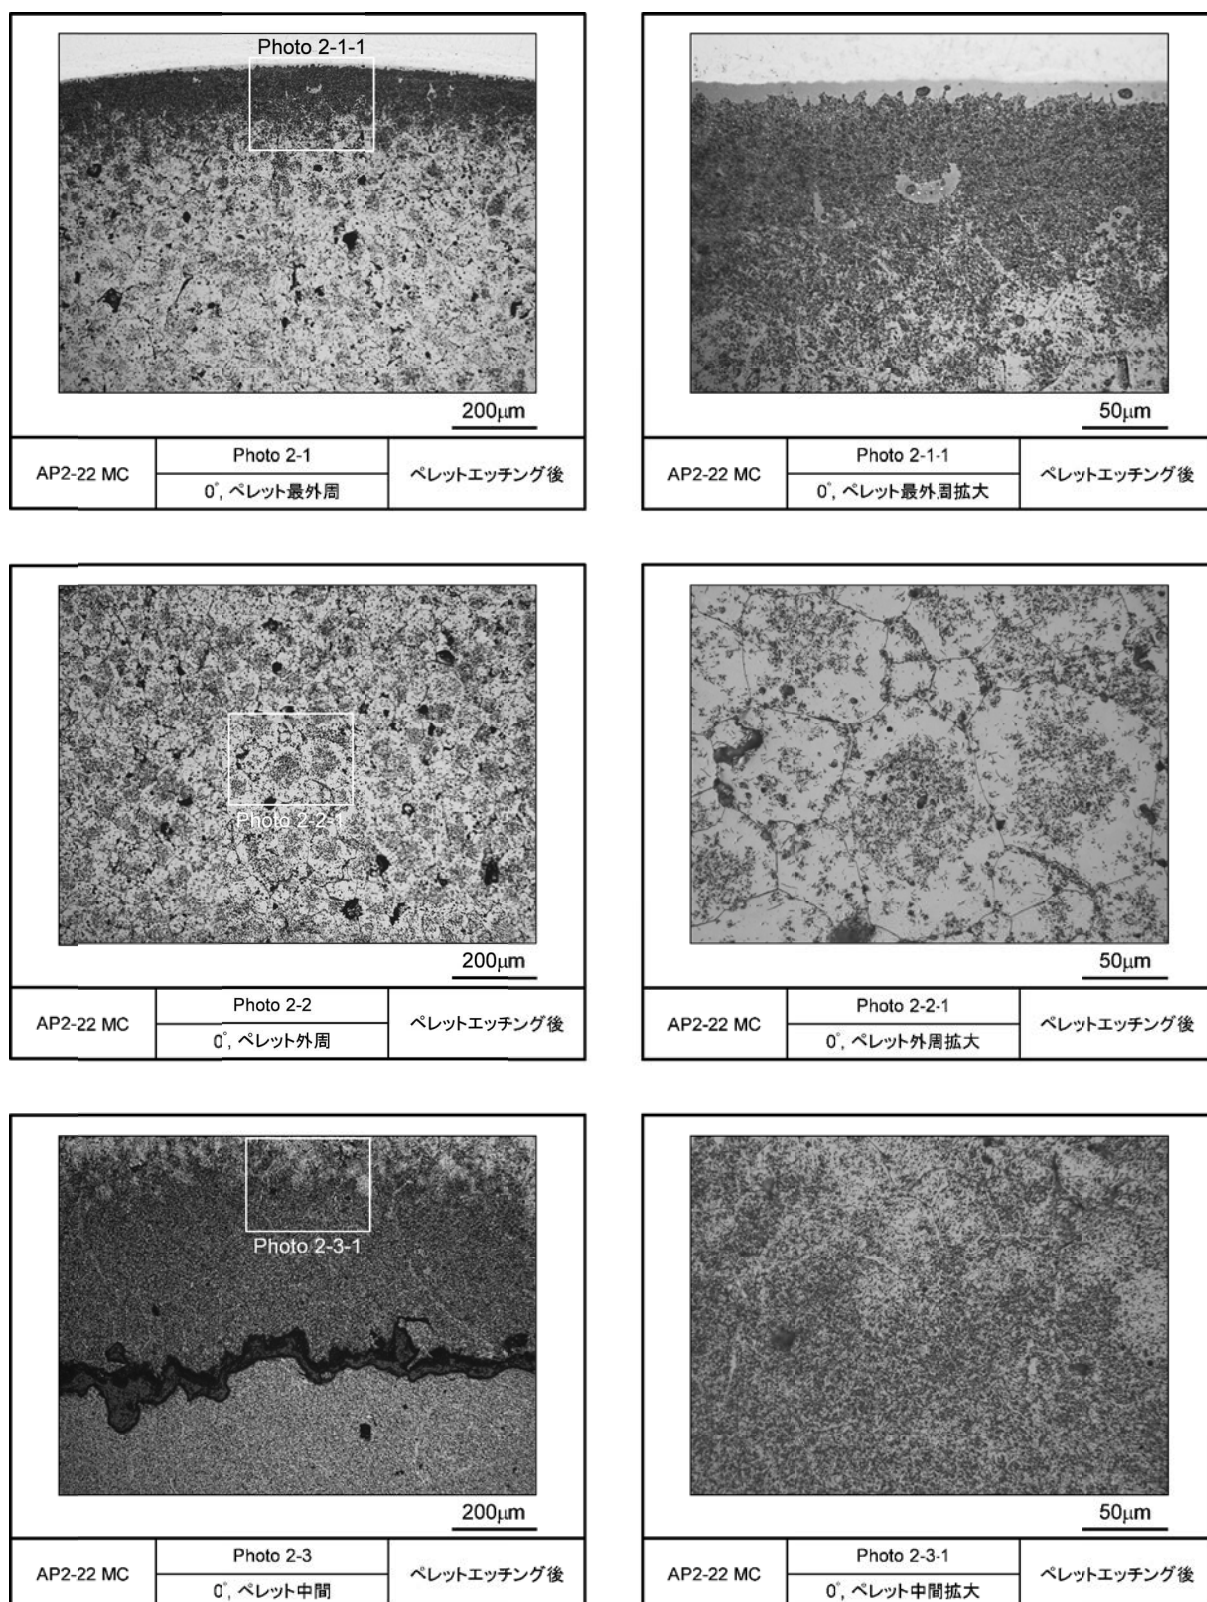 Photo 2-1-1
200μm
50μm
AP2-22 MC
Photo 2-1
0°, ペレット最外周
ペレットエッチング後
AP2-22 MC
Photo 2-1-1
0°, ペレット最外周拡大
ペレットエッチング後
Photo 2-2-1
200μm
50μm
AP2-22 MC
Photo 2-2
0°, ペレット外周
ペレットエッチング後
AP2-22 MC
Photo 2-2-1
0°, ペレット外周拡大
ペレットエッチング後
Photo 2-3-1
200μm
50μm
AP2-22 MC
Photo 2-3
0°, ペレット中間
ペレットエッチング後
AP2-22 MC
Photo 2-3-1
0°, ペレット中間拡大
ペレットエッチング後